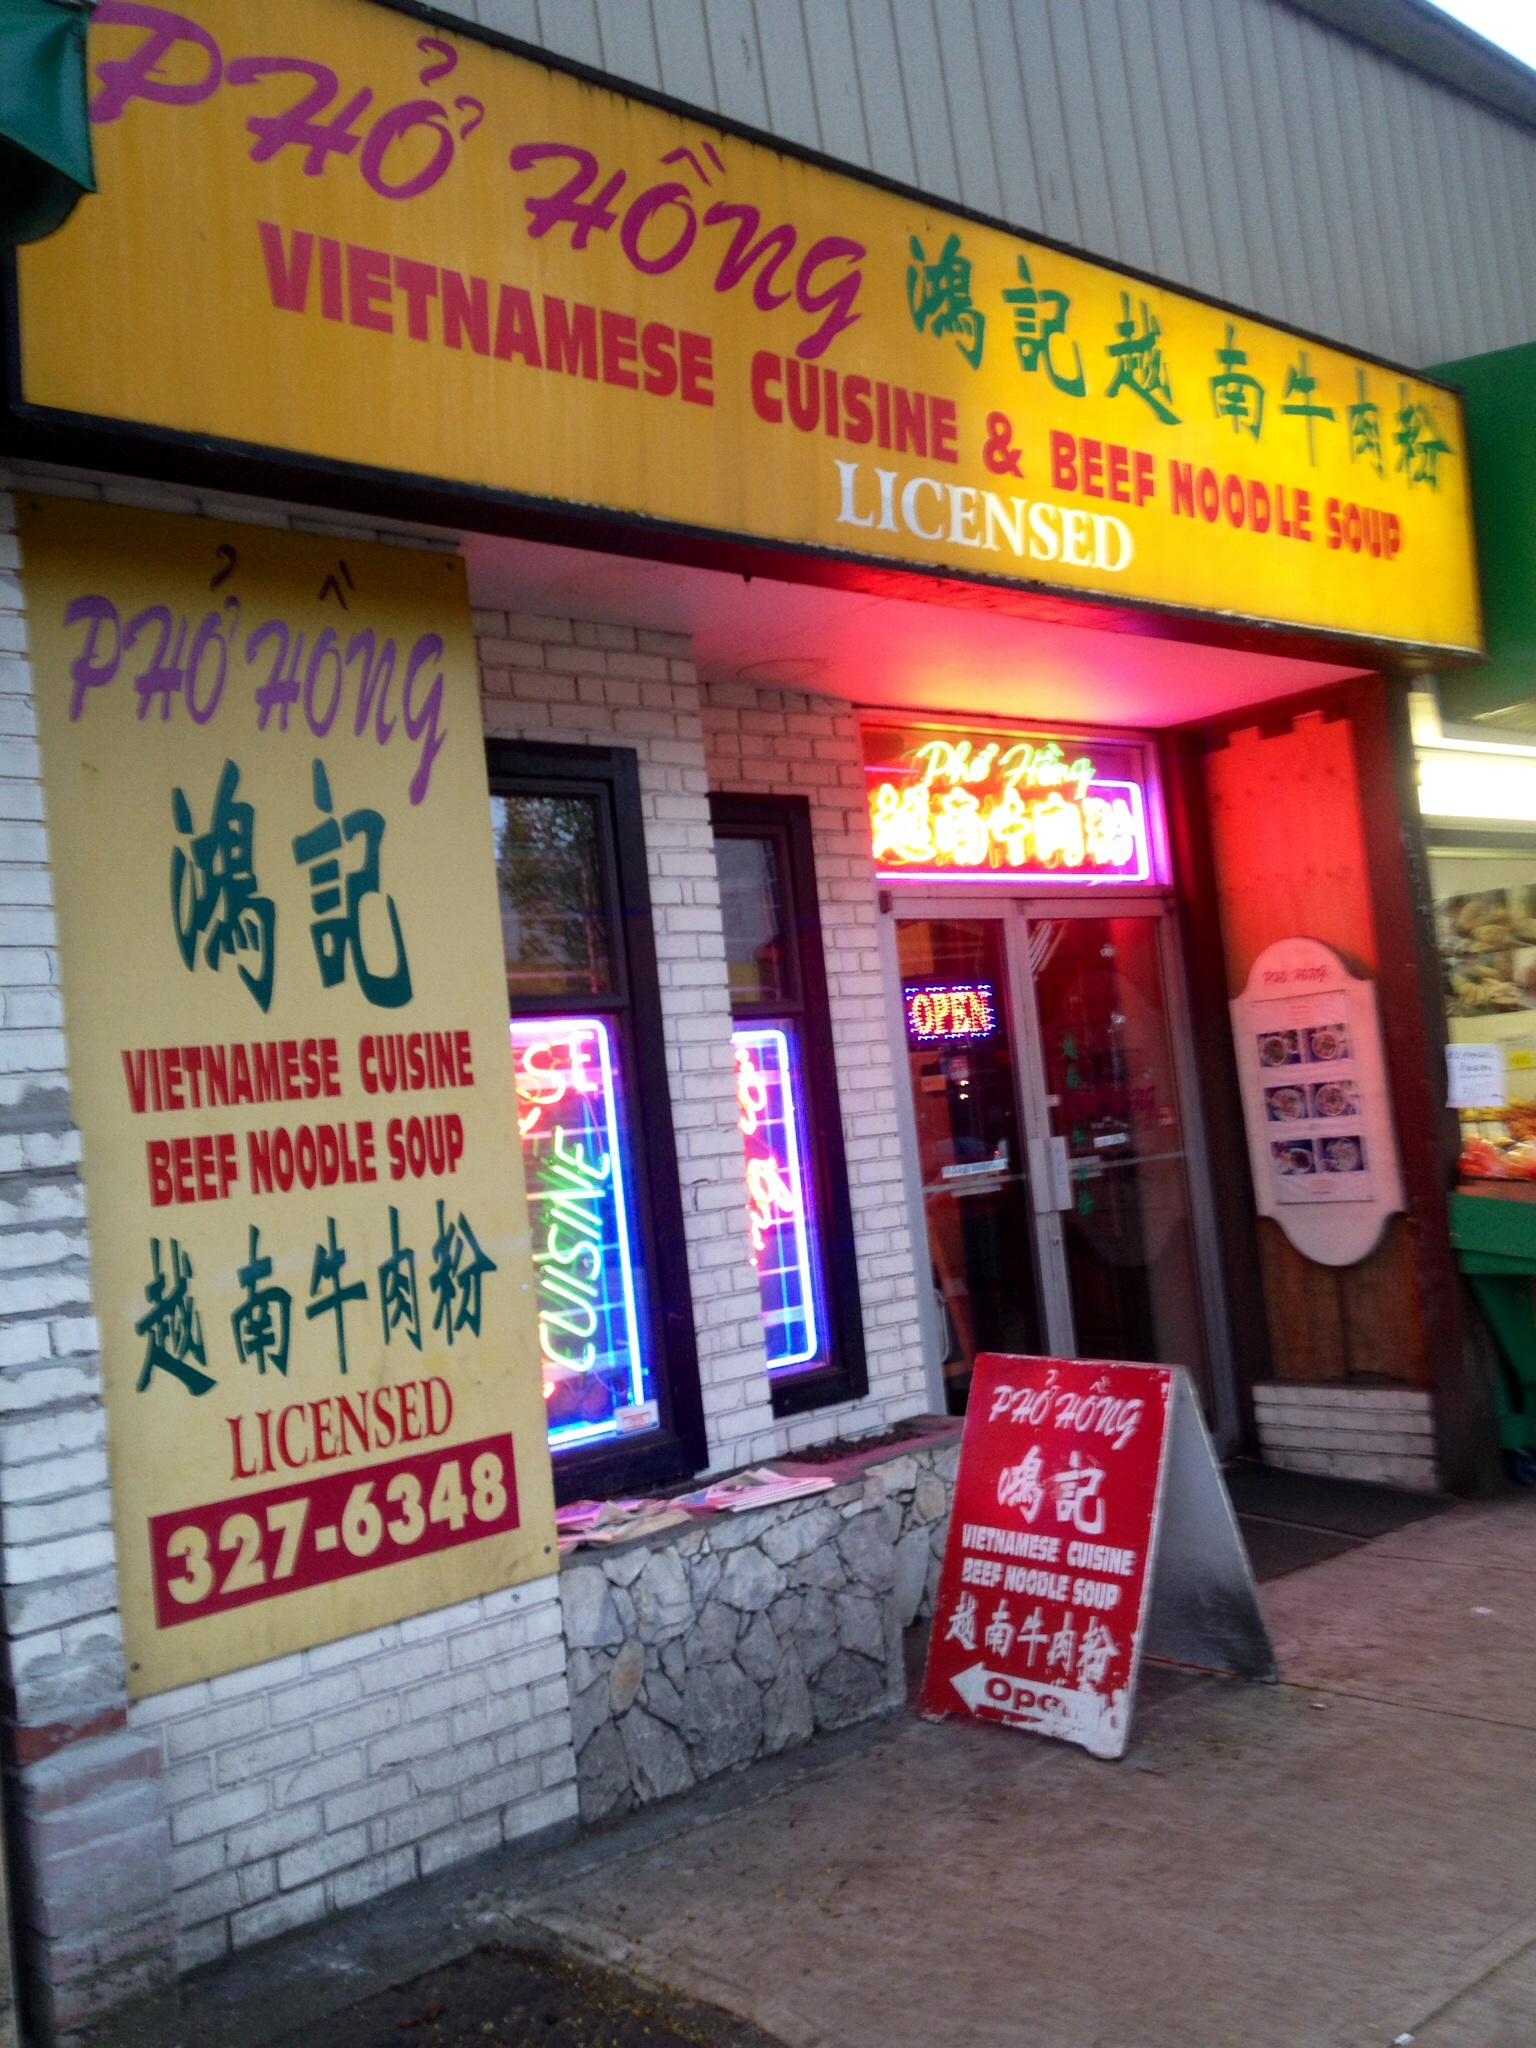 PHỞ HỒNG 鴻記越南牛肉粉
VIETNAMESE CUISINE & BEEF NOODLE SOUP
LICENSED
PHỞ HỒNG
鴻記
VIETNAMESE CUISINE
BEEF NOODLE SOUP
越南牛肉粉
LICENSED
327-6348
CUISINE
Phở Hồng
越南牛肉粉
OPEN
PHỞ HỒNG
PHỞ HỒNG
鴻記
VIETNAMESE CUISINE
BEEF NOODLE SOUP
越南牛肉粉